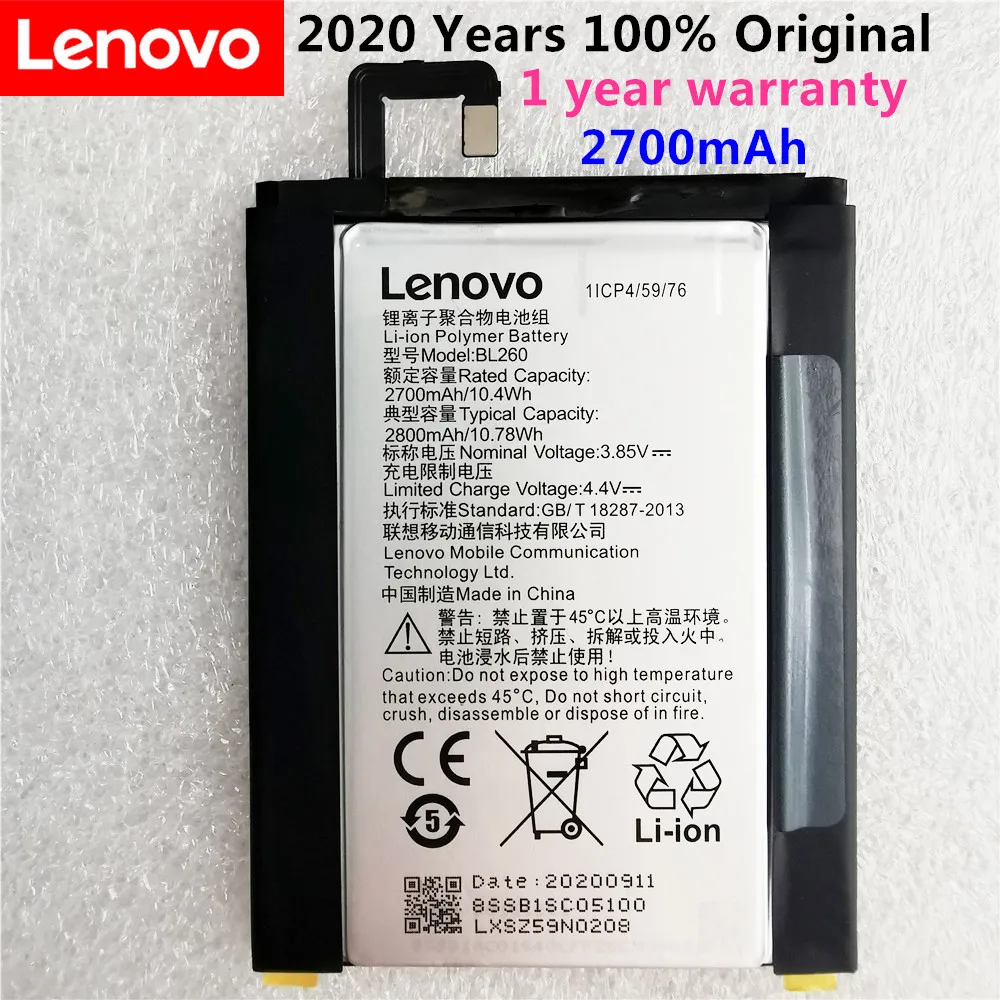 Lenovo
2020 Years 100% Original
1 year warranty
2700mAh
Lenovo
1ICP4/59/76
锂离子聚合物电池组
Li-ion Polymer Battery
型号Model:BL260
额定容量Rated Capacity:
2700mAh/10.4Wh
典型容量Typical Capacity:
2800mAh/10.78Wh
标称电压Nominal Voltage:3.85V
充电限制电压
Limited Charge Voltage:4.4V
执行标准Standard:GB/T 18287-2013
联想移动通信科技有限公司
Lenovo Mobile Communication
Technology Ltd.
中国制造Made in China
警告:禁止置于45°C以上高温环境。
禁止短路、挤压、拆解或投入火中。
电池浸水后禁止使用!
Caution:Do not expose to high temperature
that exceeds 45°C, Do not short circuit,
crush, disassemble or dispose of in fire.
CE
5
Li-ion
Date:20200911
8SSB1SC05100
LXSZ59N0208